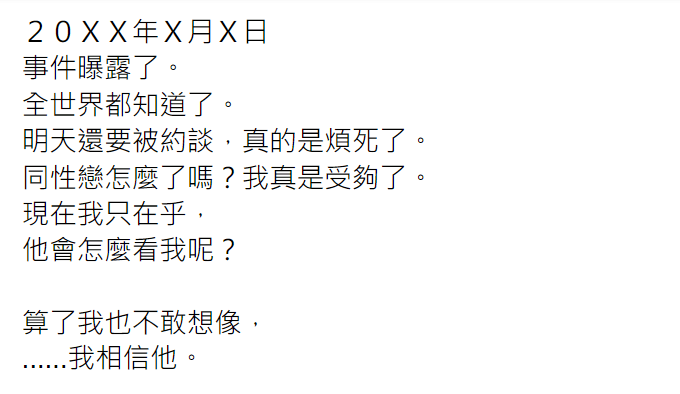 ２０ＸＸ年Ｘ月Ｘ日
事件曝露了。
全世界都知道了。
明天還要被約談，真的是煩死了。
同性戀怎麼了嗎？我真是受夠了。
現在我只在乎，
他會怎麼看我呢？
算了我也不敢想像，
……我相信他。